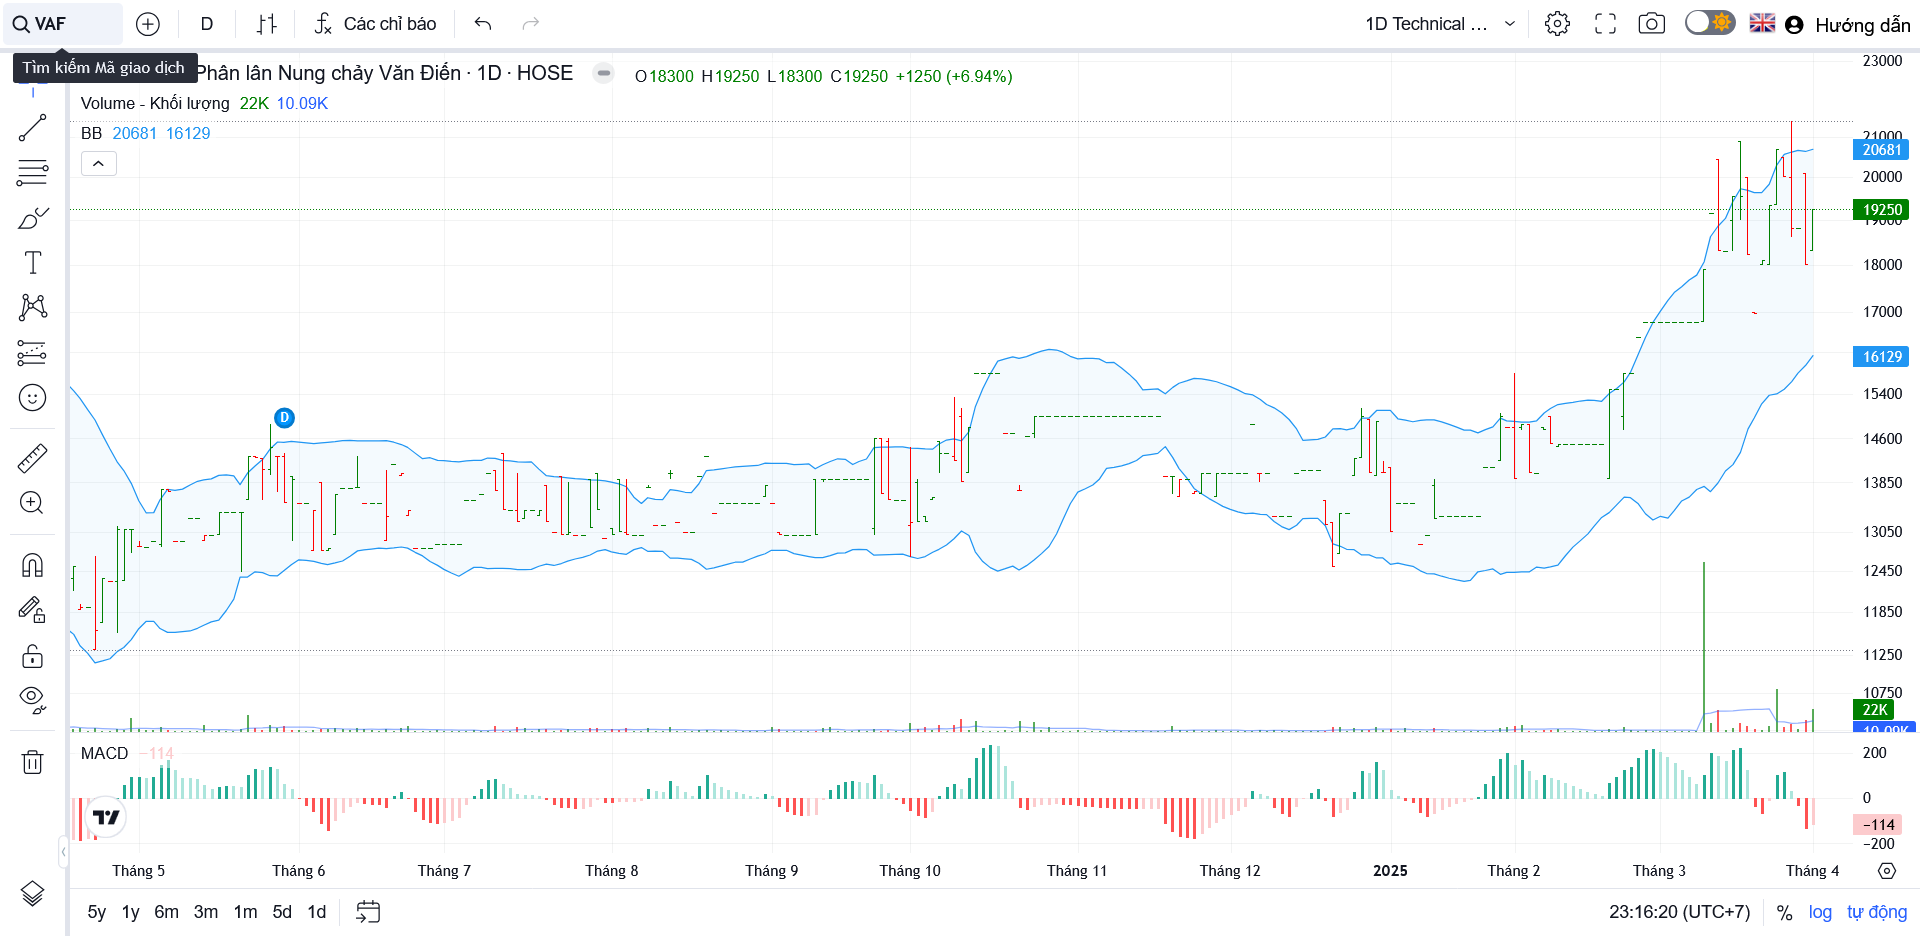 VAF
D
Các chỉ báo
1D Technical ...
Hướng dẫn
Tìm kiếm Mã giao dịch
Phân lân Nung chảy Văn Điển · 1D · HOSE
O18300 H19250 L18300 C19250 +1250 (+6.94%)
Volume - Khối lượng 22K 10.09K
BB 20681 16129
D
23000
21000
20681
20000
19250
19000
18000
17000
16129
15400
14600
13850
13050
12450
11850
11250
10750
22K
10.09K
MACD −114
200
0
−114
−200
Tháng 5 Tháng 6 Tháng 7 Tháng 8 Tháng 9 Tháng 10 Tháng 11 Tháng 12 2025 Tháng 2 Tháng 3 Tháng 4
5y 1y 6m 3m 1m 5d 1d
23:16:20 (UTC+7) % log tự động